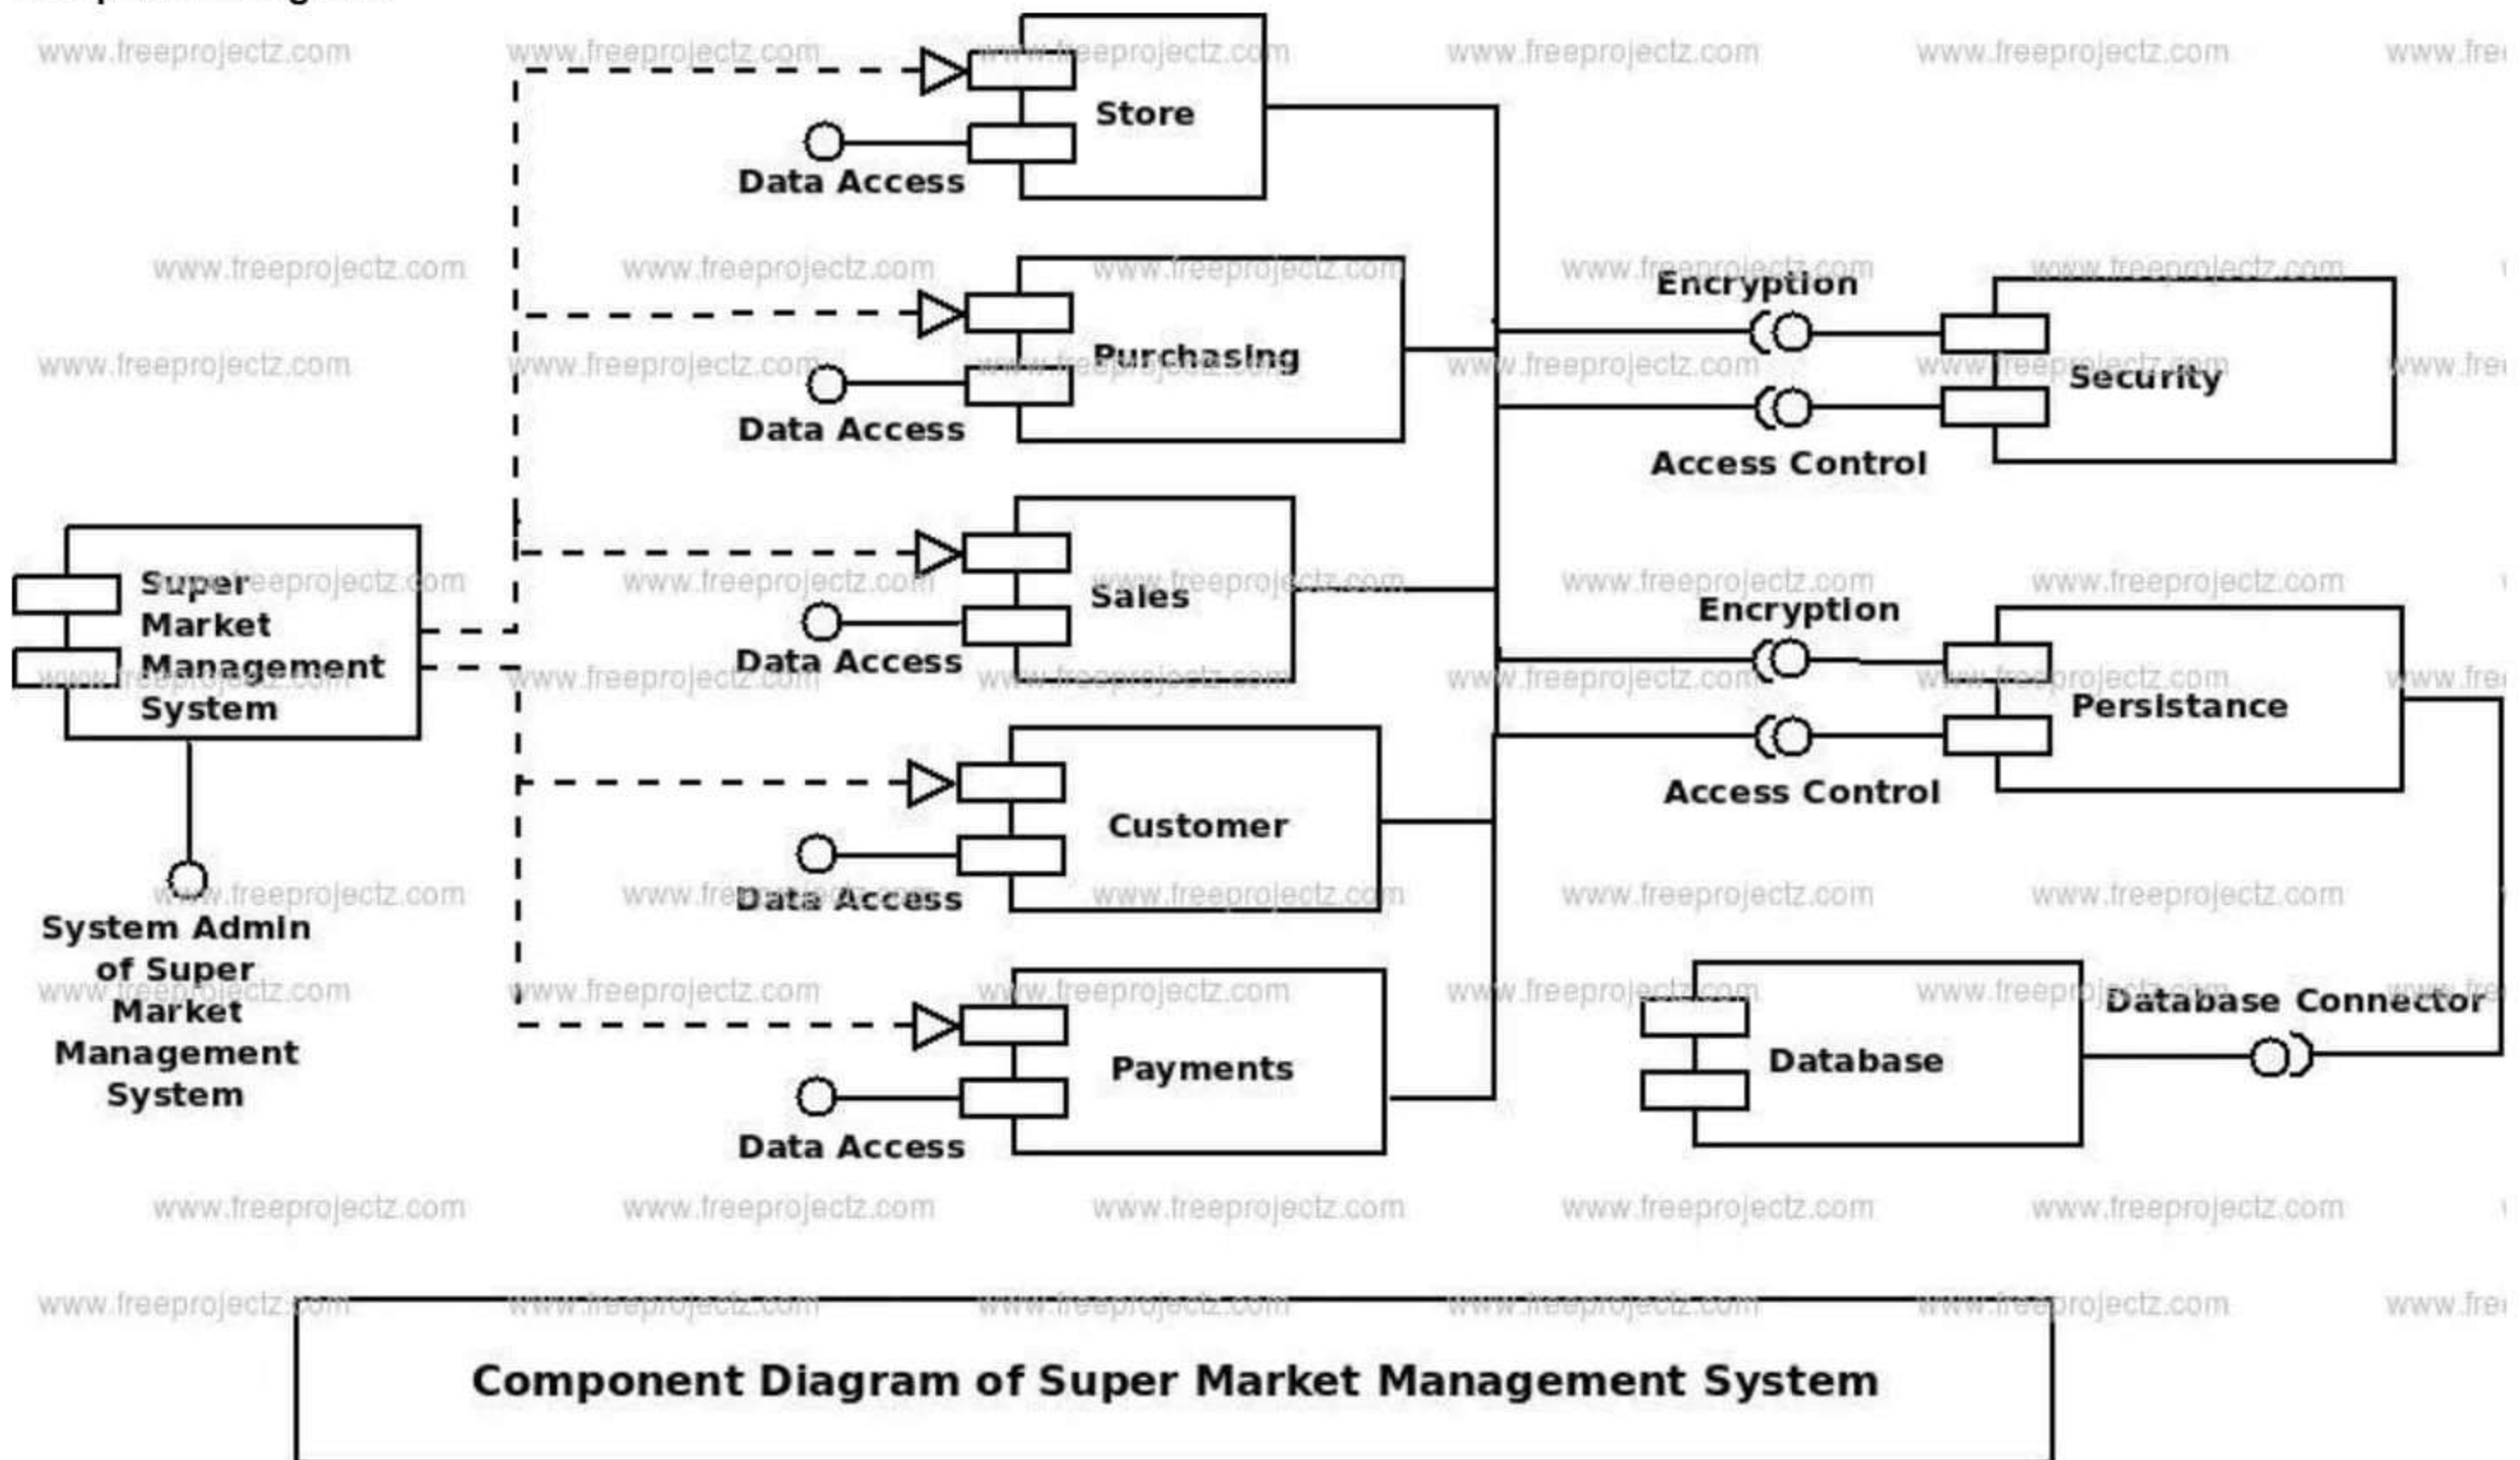 Store
Data Access
Purchasing
Data Access
Sales
Data Access
Customer
Data Access
Payments
Data Access
Super
Market
Management
System
System Admin
of Super
Market
Management
System
Encryption
Security
Access Control
Encryption
Persistance
Access Control
Database Connector
Database
Component Diagram of Super Market Management System
www.freeprojectz.com